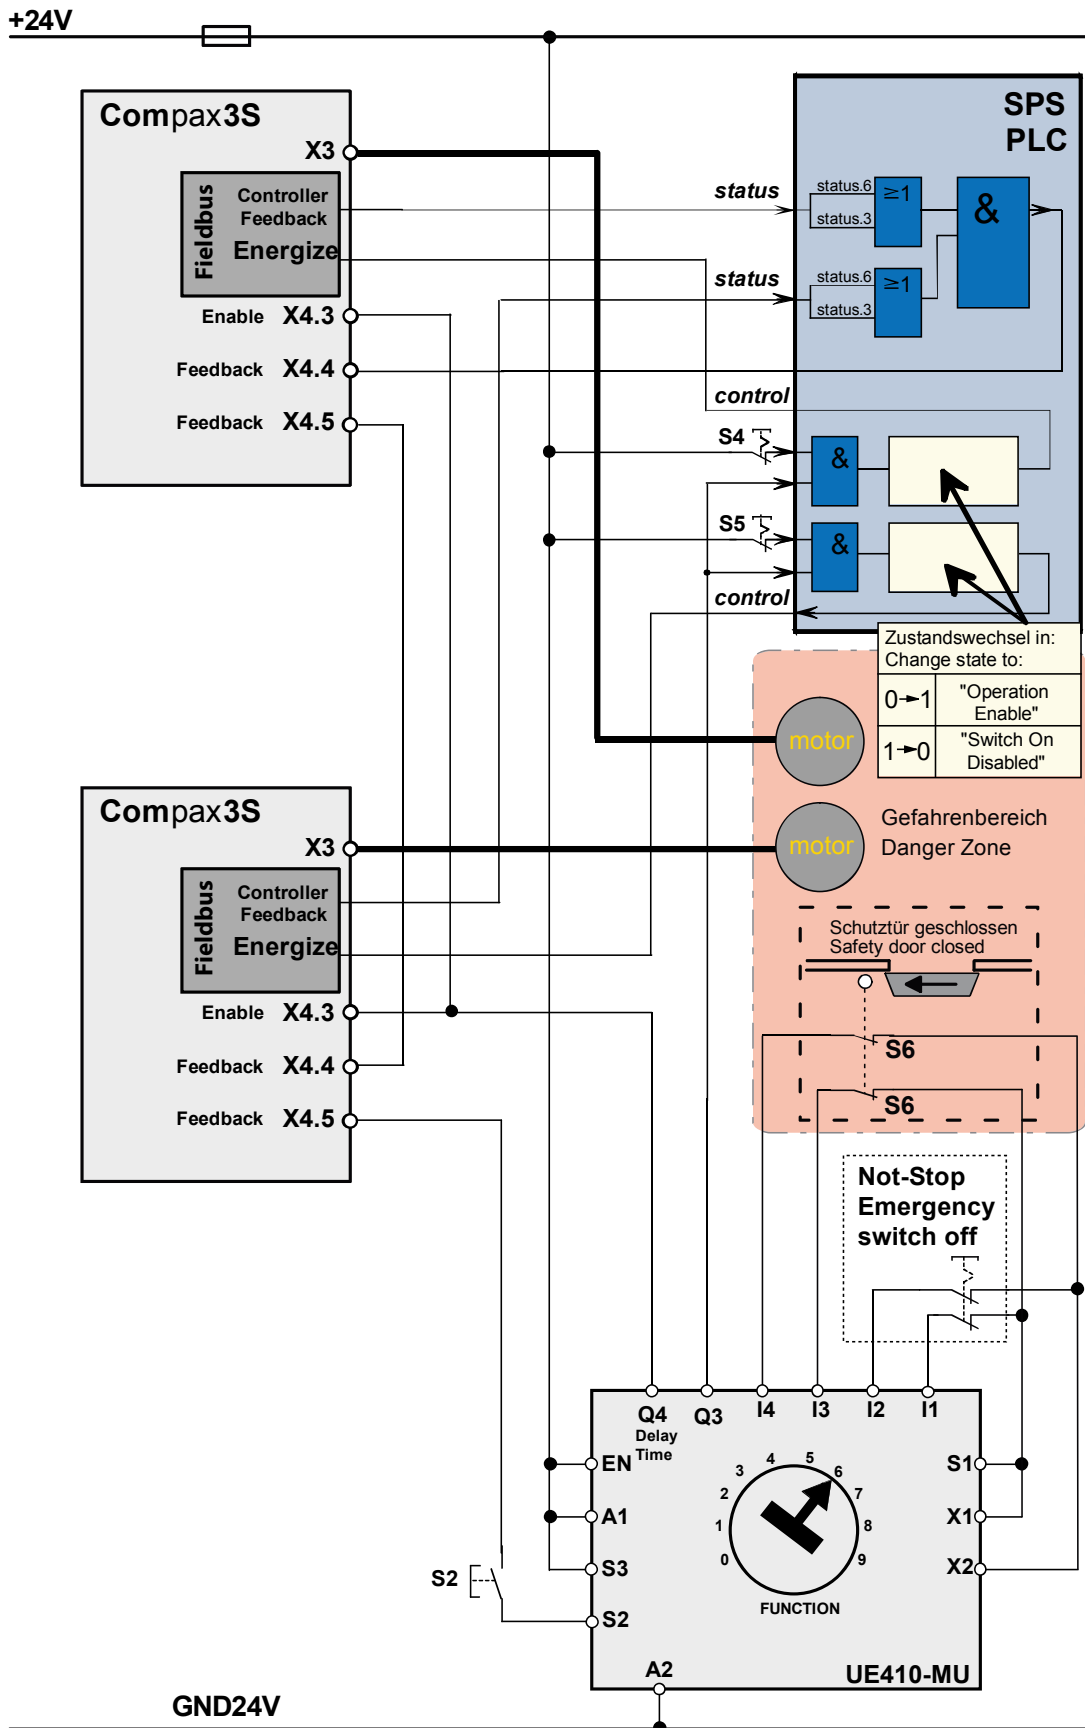 +24V
Compax3S
X3
Fieldbus
Controller
Feedback
Energize
Enable X4.3
Feedback X4.4
Feedback X4.5
SPS
PLC
status
status.6
status.3
≥1
&
status
status.6
status.3
≥1
control
S4
&
S5
&
control
Zustandswechsel in:
Change state to:
0→1 "Operation
Enable"
1→0 "Switch On
Disabled"
motor
motor
Gefahrenbereich
Danger Zone
Compax3S
X3
Fieldbus
Controller
Feedback
Energize
Enable X4.3
Feedback X4.4
Feedback X4.5
Schutztür geschlossen
Safety door closed
S6
S6
Not-Stop
Emergency
switch off
Q4
Delay
Time
Q3
I4
I3
I2
I1
EN
A1
S3
S2
S2
S1
X1
X2
0
1
2
3
4
5
6
7
8
9
FUNCTION
A2
UE410-MU
GND24V